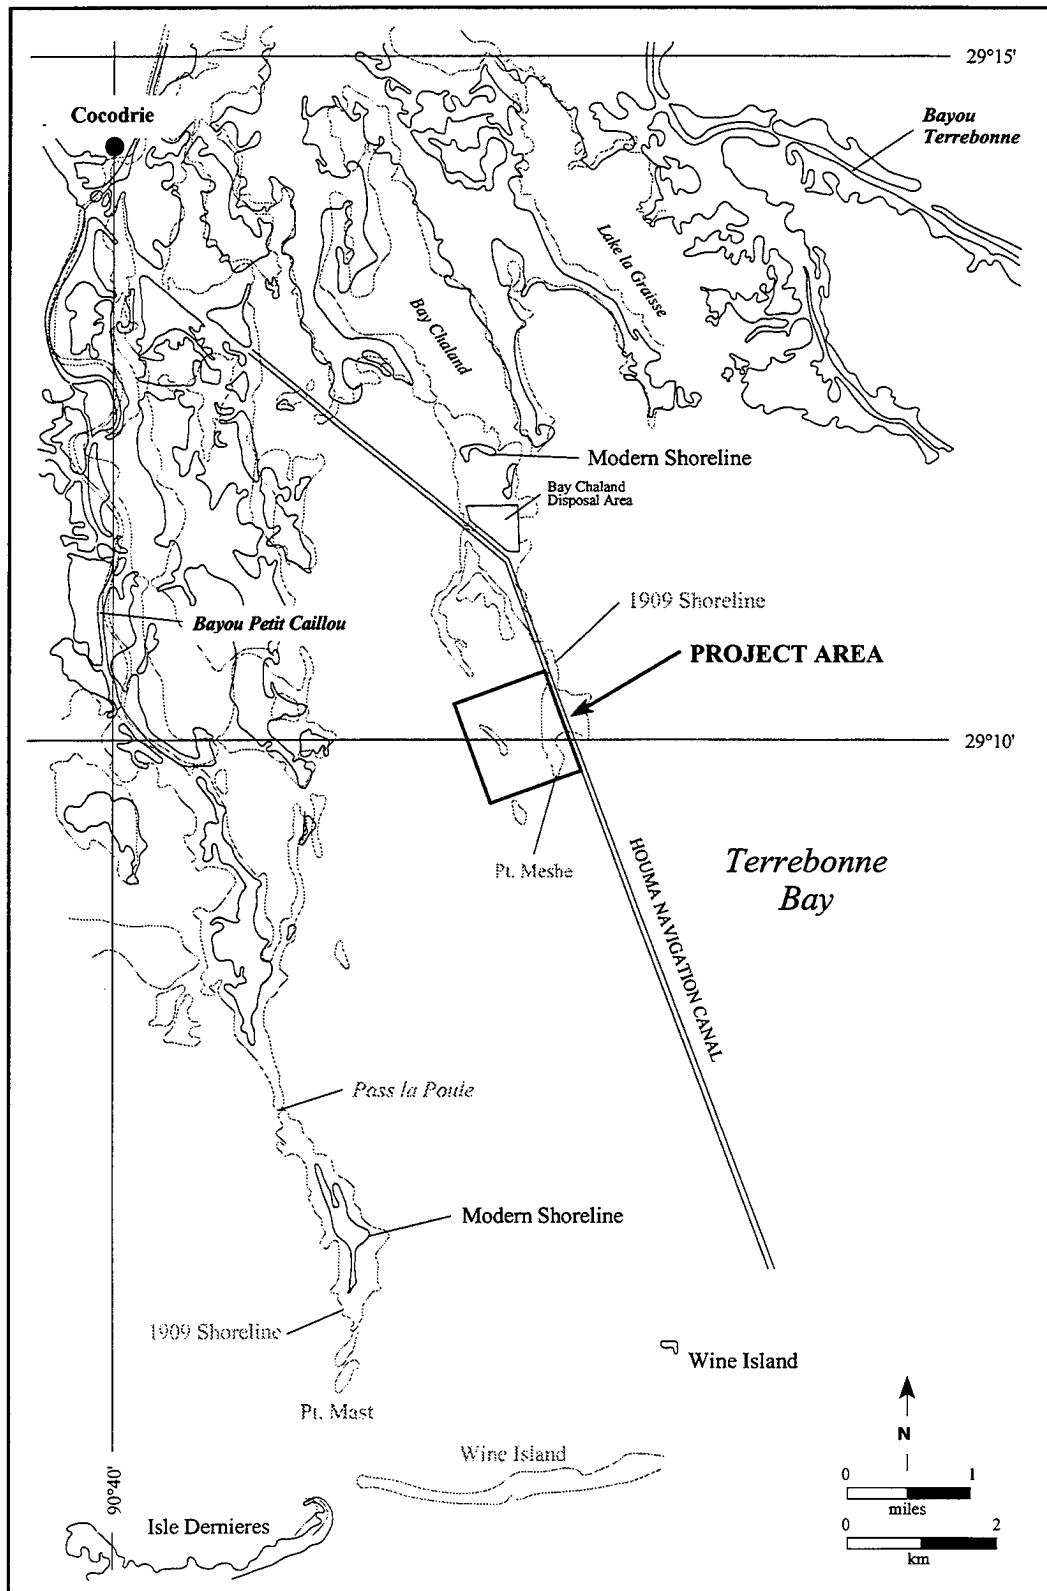 29°15'
Cocodrie
Bayou
Terrebonne
Lake la Graisse
Bay Chaland
Modern Shoreline
Bay Chaland
Disposal Area
1909 Shoreline
Bayou Petit Caillou
PROJECT AREA
29°10'
Pt. Meshe
Terrebonne
Bay
HOUMA NAVIGATION CANAL
Pass la Poule
Modern Shoreline
1909 Shoreline
Wine Island
Pt. Mast
N
Wine Island
0 1
miles
90°40'
Isle Dernieres
0 2
km